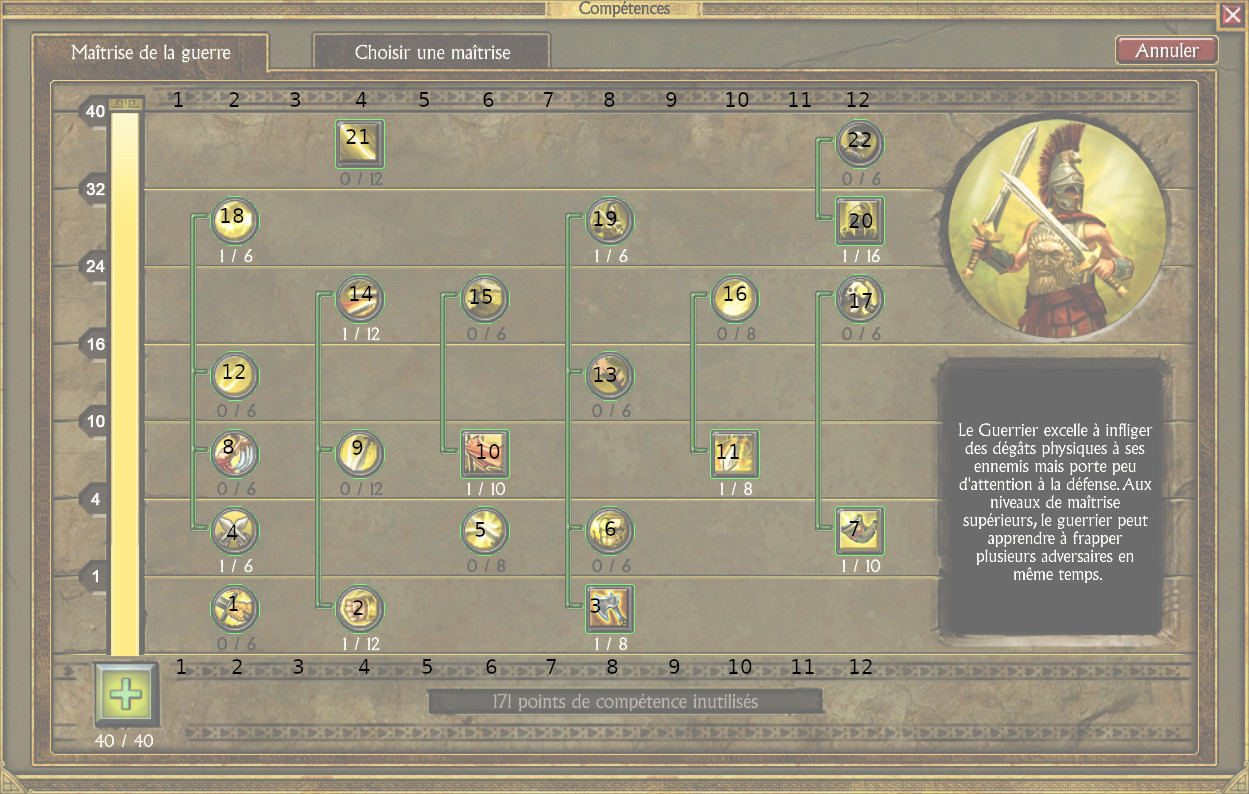 Compétences
Maîtrise de la guerre
Choisir une maîtrise
Annuler
1 2 3 4 5 6 7 8 9 10 11 12
40
21
22
0 / 12
0 / 6
32
18
19
20
1 / 6
1 / 6
1 / 16
24
14
15
16
17
1 / 12
0 / 6
0 / 8
0 / 6
16
12
13
0 / 6
0 / 6
10
8
9
10
11
0 / 6
0 / 12
1 / 10
1 / 8
4
4
5
6
7
1 / 6
0 / 8
0 / 6
1 / 10
1
1
2
3
0 / 6
1 / 12
1 / 8
Le Guerrier excelle à infliger
des dégâts physiques à ses
ennemis mais porte peu
d'attention à la défense. Aux
niveaux de maîtrise
supérieurs, le guerrier peut
apprendre à frapper
plusieurs adversaires en
même temps.
1 2 3 4 5 6 7 8 9 10 11 12
171 points de compétence inutilisés
40 / 40